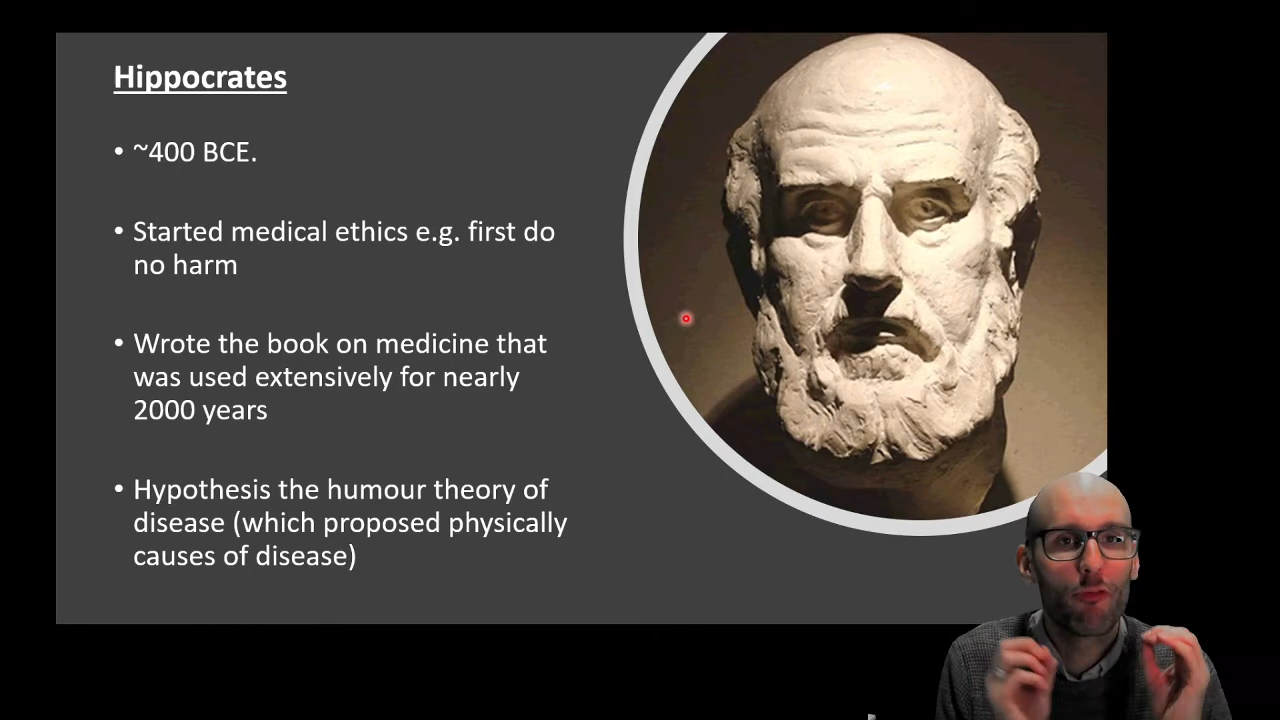 Hippocrates
• ~400 BCE.
• Started medical ethics e.g. first do
no harm
• Wrote the book on medicine that
was used extensively for nearly
2000 years
• Hypothesis the humour theory of
disease (which proposed physically
causes of disease)